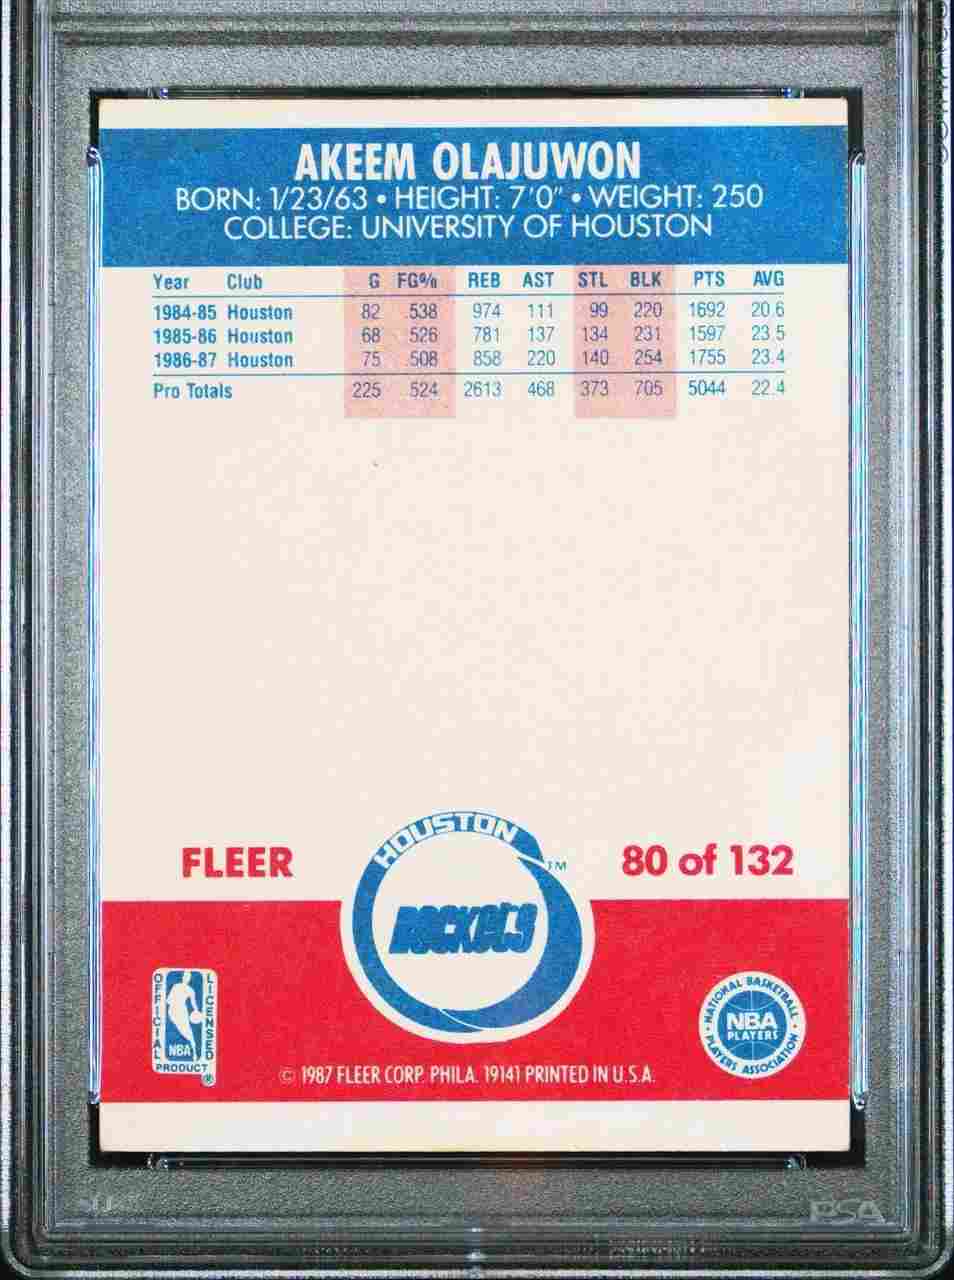 AKEEM OLAJUWON
BORN: 1/23/63 • HEIGHT: 7'0" • WEIGHT: 250
COLLEGE: UNIVERSITY OF HOUSTON
Year Club G FG% REB AST STL BLK PTS AVG
1984-85 Houston 82 .538 974 111 99 220 1692 20.6
1985-86 Houston 68 .526 781 137 134 231 1597 23.5
1986-87 Houston 75 .508 858 220 140 254 1755 23.4
Pro Totals 225 .524 2613 468 373 705 5044 22.4
HOUSTON
TM
FLEER
80 of 132
ROCKETS
OFFICIAL
LICENSED
NBA
PRODUCT ®
NATIONAL BASKETBALL
NBA
PLAYERS
PLAYERS ASSOCIATION
© 1987 FLEER CORP. PHILA. 19141 PRINTED IN U.S.A.
PSA